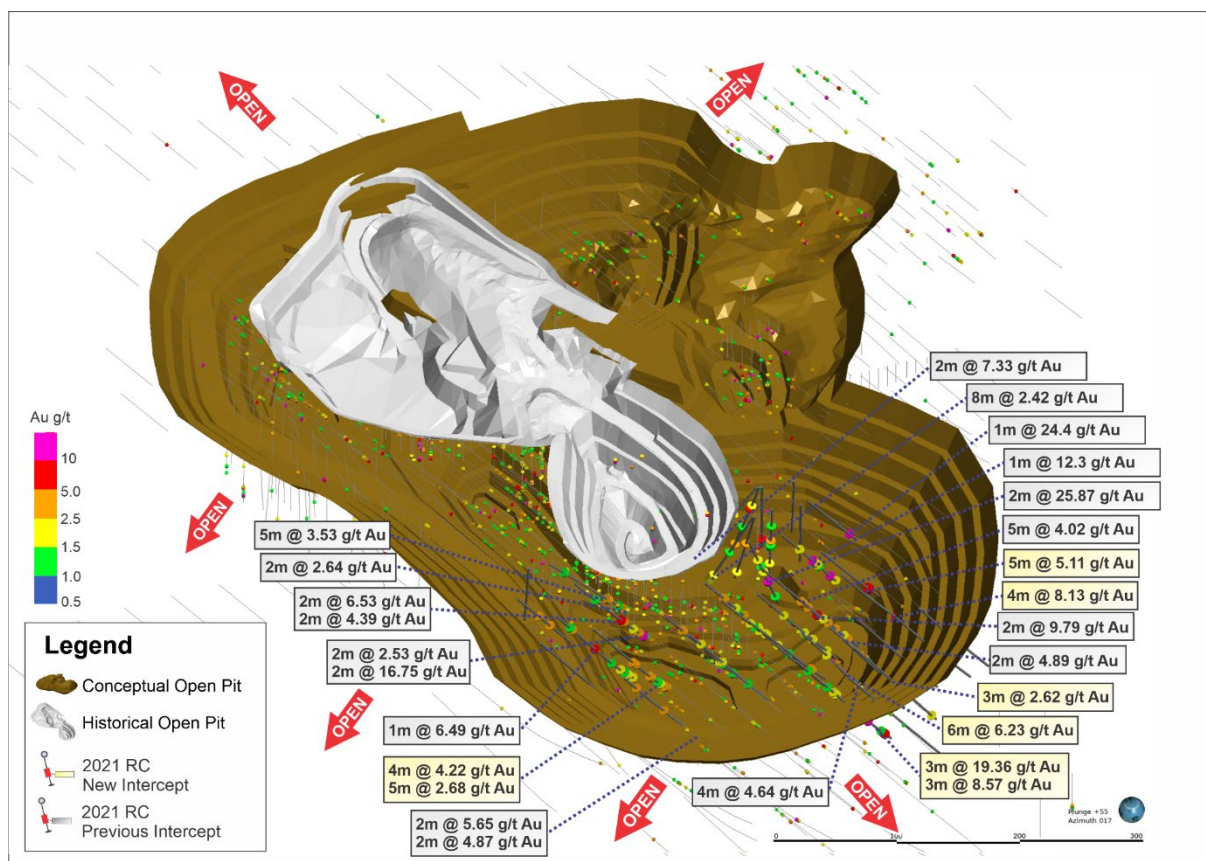 OPEN
OPEN
2m @ 7.33 g/t Au
8m @ 2.42 g/t Au
1m @ 24.4 g/t Au
1m @ 12.3 g/t Au
2m @ 25.87 g/t Au
5m @ 4.02 g/t Au
5m @ 5.11 g/t Au
4m @ 8.13 g/t Au
2m @ 9.79 g/t Au
2m @ 4.89 g/t Au
3m @ 2.62 g/t Au
6m @ 6.23 g/t Au
3m @ 19.36 g/t Au
3m @ 8.57 g/t Au
Au g/t
10
5.0
2.5
1.5
1.0
0.5
OPEN
5m @ 3.53 g/t Au
2m @ 2.64 g/t Au
2m @ 6.53 g/t Au
2m @ 4.39 g/t Au
2m @ 2.53 g/t Au
2m @ 16.75 g/t Au
OPEN
1m @ 6.49 g/t Au
4m @ 4.22 g/t Au
5m @ 2.68 g/t Au
2m @ 5.65 g/t Au
2m @ 4.87 g/t Au
OPEN
4m @ 4.64 g/t Au
OPEN
Legend
Conceptual Open Pit
Historical Open Pit
2021 RC
New Intercept
2021 RC
Previous Intercept
Plunge +55
Azimuth 017
0 100 200 300